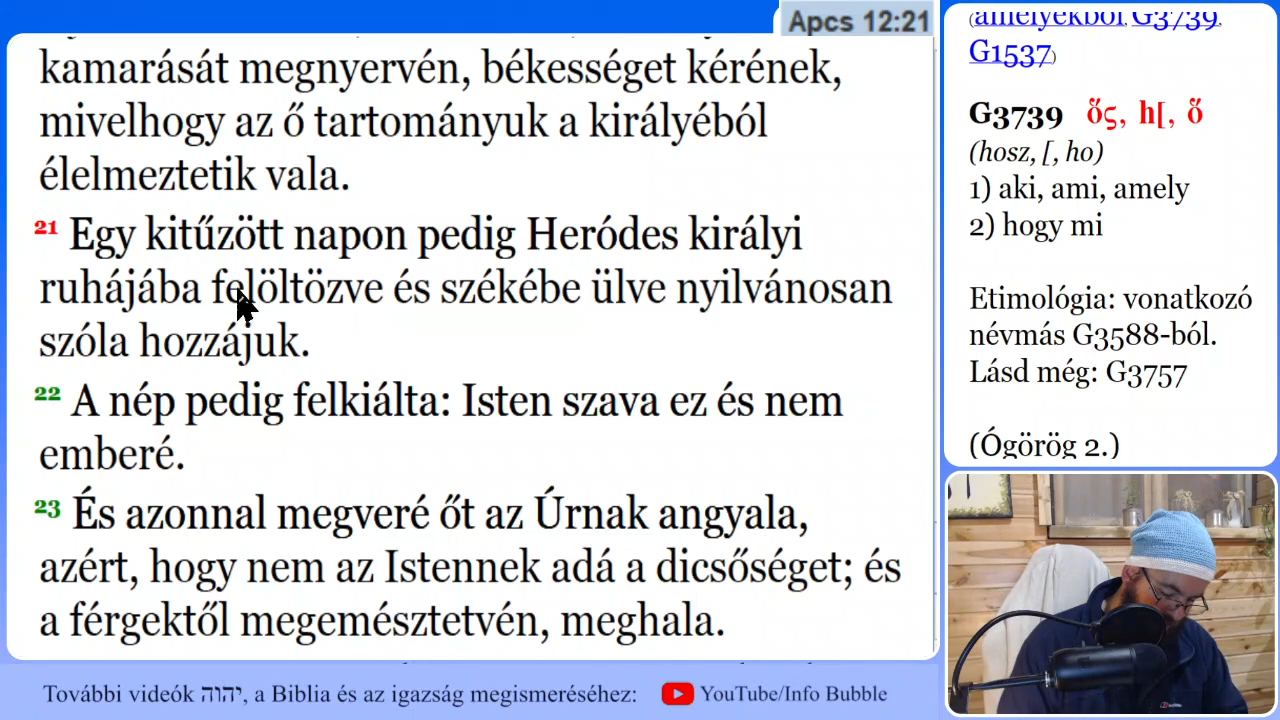 Apcs 12:21
kamarását megnyervén, békességet kérének,
mivelhogy az ő tartományuk a királyéból
élelmeztetik vala.
21 Egy kitűzött napon pedig Heródes királyi
ruhájába felöltözve és székébe ülve nyilvánosan
szóla hozzájuk.
22 A nép pedig felkiálta: Isten szava ez és nem
emberé.
23 És azonnal megveré őt az Úrnak angyala,
azért, hogy nem az Istennek adá a dicsőséget; és
a férgektől megemésztetvén, meghala.
(amelyekből, G3739,
G1537)
G3739 ὅς, h[, ὅ
(hosz, [, ho)
1) aki, ami, amely
2) hogy mi
Etimológia: vonatkozó
névmás G3588-ból.
Lásd még: G3757
(Ógörög 2.)
További videók יהוה, a Biblia és az igazság megismeréséhez: YouTube/Info Bubble